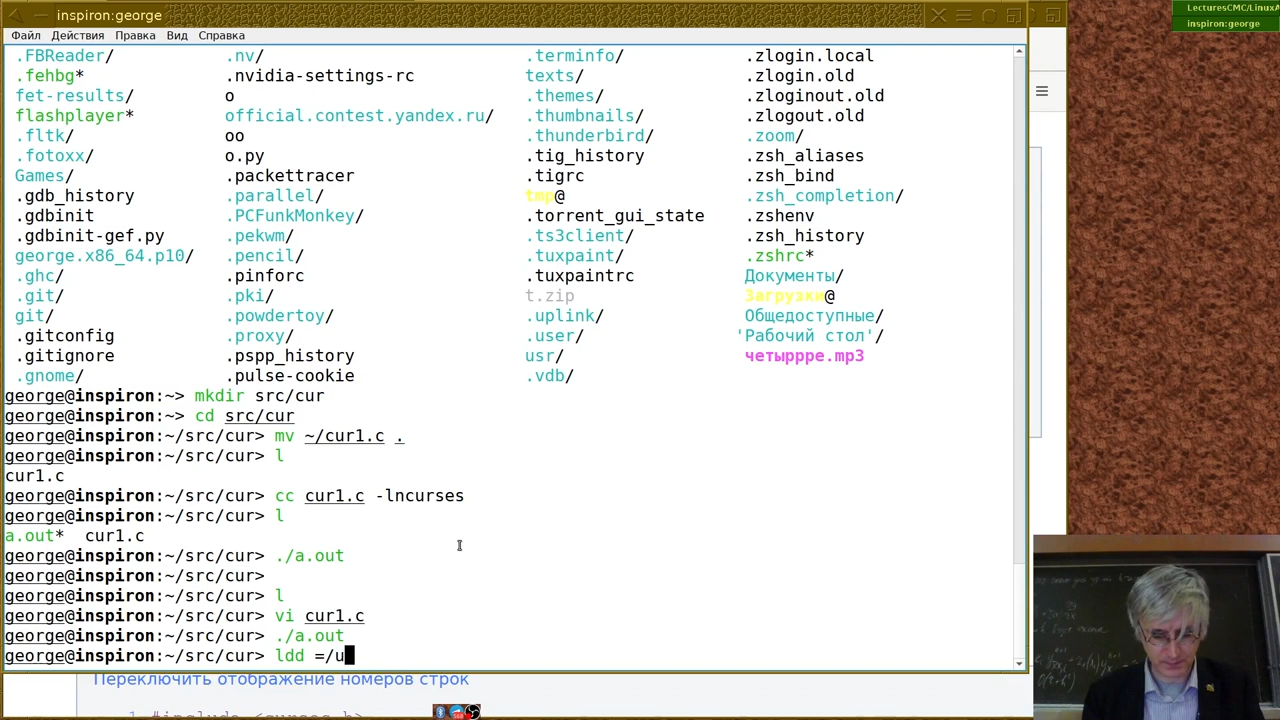 inspiron:george
LecturesCMC/LinuxA
inspiron:george
Файл Действия Правка Вид Справка
.FBReader/ .nv/ .terminfo/ .zlogin.local
.fehbg* .nvidia-settings-rc texts/ .zlogin.old
fet-results/ o .themes/ .zloginout.old
flashplayer* official.contest.yandex.ru/ .thumbnails/ .zlogout.old
.fltk/ oo .thunderbird/ .zoom/
.fotoxx/ o.py .tig_history .zsh_aliases
Games/ .packettracer .tigrc .zsh_bind
.gdb_history .parallel/ tmp@ .zsh_completion/
.gdbinit .PCFunkMonkey/ .torrent_gui_state .zshenv
.gdbinit-gef.py .pekwm/ .ts3client/ .zsh_history
george.x86_64.p10/ .pencil/ .tuxpaint/ .zshrc*
.ghc/ .pinforc .tuxpaintrc Документы/
.git/ .pki/ t.zip Загрузки@
git/ .powdertoy/ .uplink/ Общедоступные/
.gitconfig .proxy/ .user/ 'Рабочий стол'/
.gitignore .pspp_history usr/ четырppe.mp3
.gnome/ .pulse-cookie .vdb/
george@inspiron:~> mkdir src/cur
george@inspiron:~> cd src/cur
george@inspiron:~/src/cur> mv ~/cur1.c .
george@inspiron:~/src/cur> l
cur1.c
george@inspiron:~/src/cur> cc cur1.c -lncurses
george@inspiron:~/src/cur> l
a.out* cur1.c
george@inspiron:~/src/cur> ./a.out
george@inspiron:~/src/cur>
george@inspiron:~/src/cur> l
george@inspiron:~/src/cur> vi cur1.c
george@inspiron:~/src/cur> ./a.out
george@inspiron:~/src/cur> ldd =/u
Переключить отображение номеров строк
1 #include <curses.h>